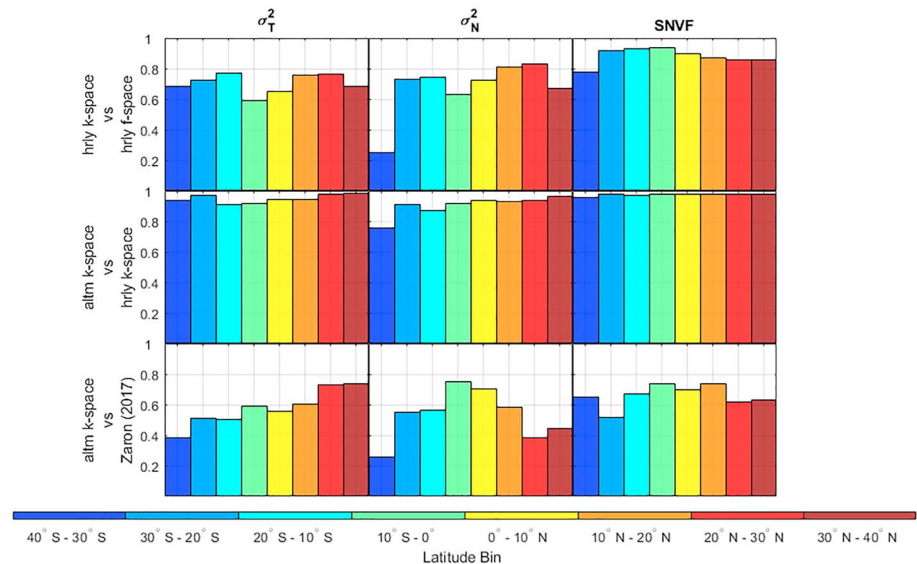 σ²T σ²N SNVF
hrly k-space
vs
hrly f-space
1
0.8
0.6
0.4
0.2
altm k-space
vs
hrly k-space
1
0.8
0.6
0.4
0.2
altm k-space
vs
Zaron (2017)
1
0.8
0.6
0.4
0.2
40° S - 30° S 30° S - 20° S 20° S - 10° S 10° S - 0° 0° - 10° N 10° N - 20° N 20° N - 30° N 30° N - 40° N
Latitude Bin